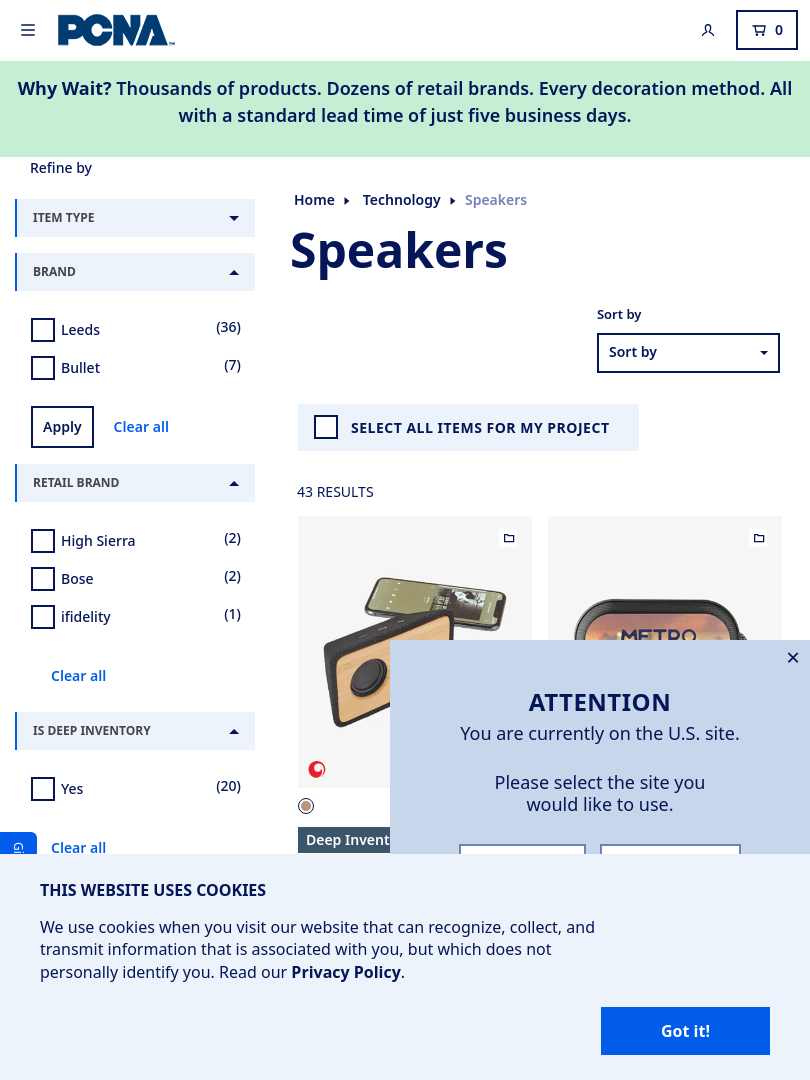 PCNA
0
Why Wait? Thousands of products. Dozens of retail brands. Every decoration method. All
with a standard lead time of just five business days.
Refine by
ITEM TYPE
BRAND
Leeds (36)
Bullet (7)
Apply Clear all
RETAIL BRAND
High Sierra (2)
Bose (2)
ifidelity (1)
Clear all
IS DEEP INVENTORY
Yes (20)
Clear all
Home Technology Speakers
Speakers
Sort by
Sort by
SELECT ALL ITEMS FOR MY PROJECT
43 RESULTS
METRO
Deep Invent
ATTENTION
You are currently on the U.S. site.
Please select the site you
would like to use.
THIS WEBSITE USES COOKIES
We use cookies when you visit our website that can recognize, collect, and
transmit information that is associated with you, but which does not
personally identify you. Read our Privacy Policy.
Got it!